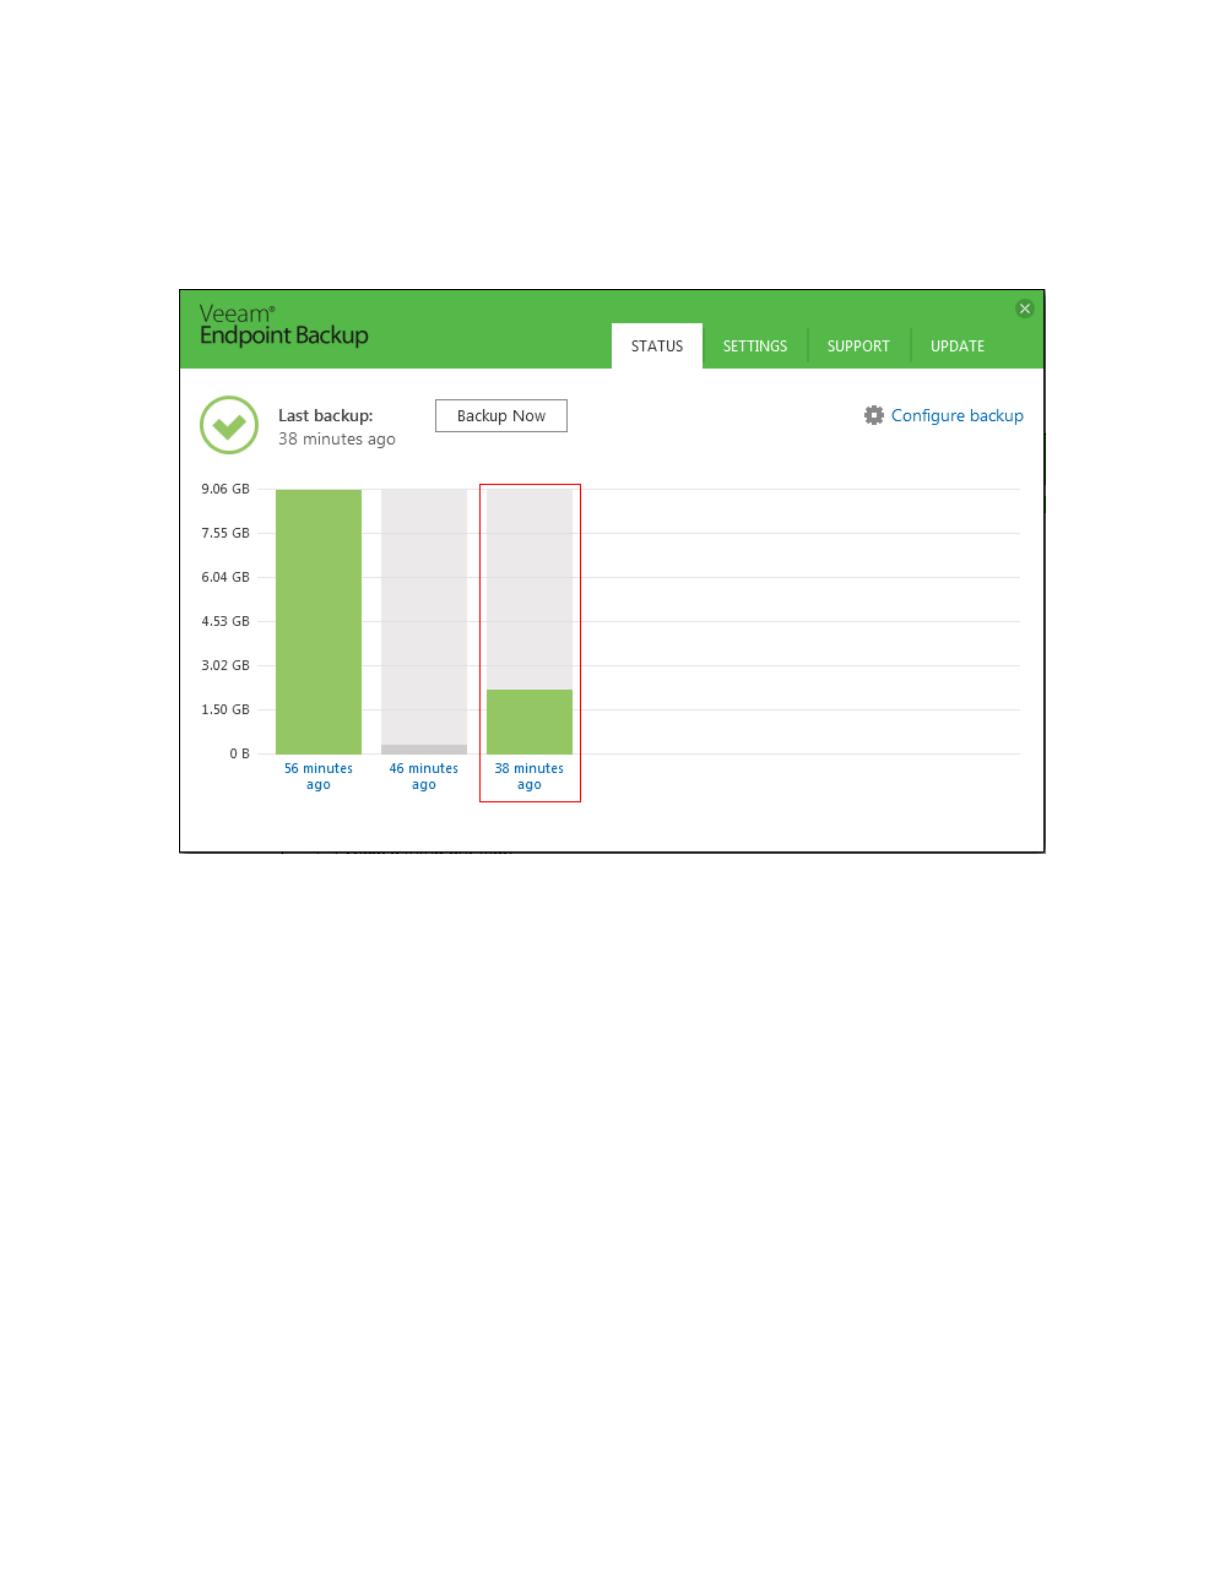 Veeam®
Endpoint Backup
STATUS
SETTINGS
SUPPORT
UPDATE
Last backup:
38 minutes ago
Backup Now
Configure backup
9.06 GB
7.55 GB
6.04 GB
4.53 GB
3.02 GB
1.50 GB
0 B
56 minutes
ago
46 minutes
ago
38 minutes
ago